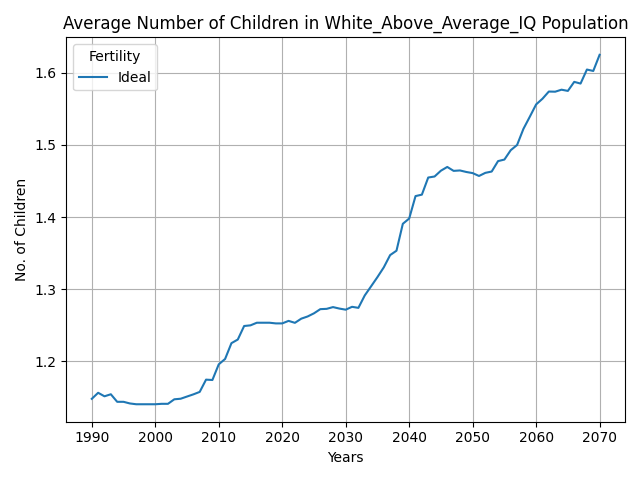 Average Number of Children in White_Above_Average_IQ Population
Fertility
Ideal
No. of Children
1.6
1.5
1.4
1.3
1.2
1990 2000 2010 2020 2030 2040 2050 2060 2070
Years